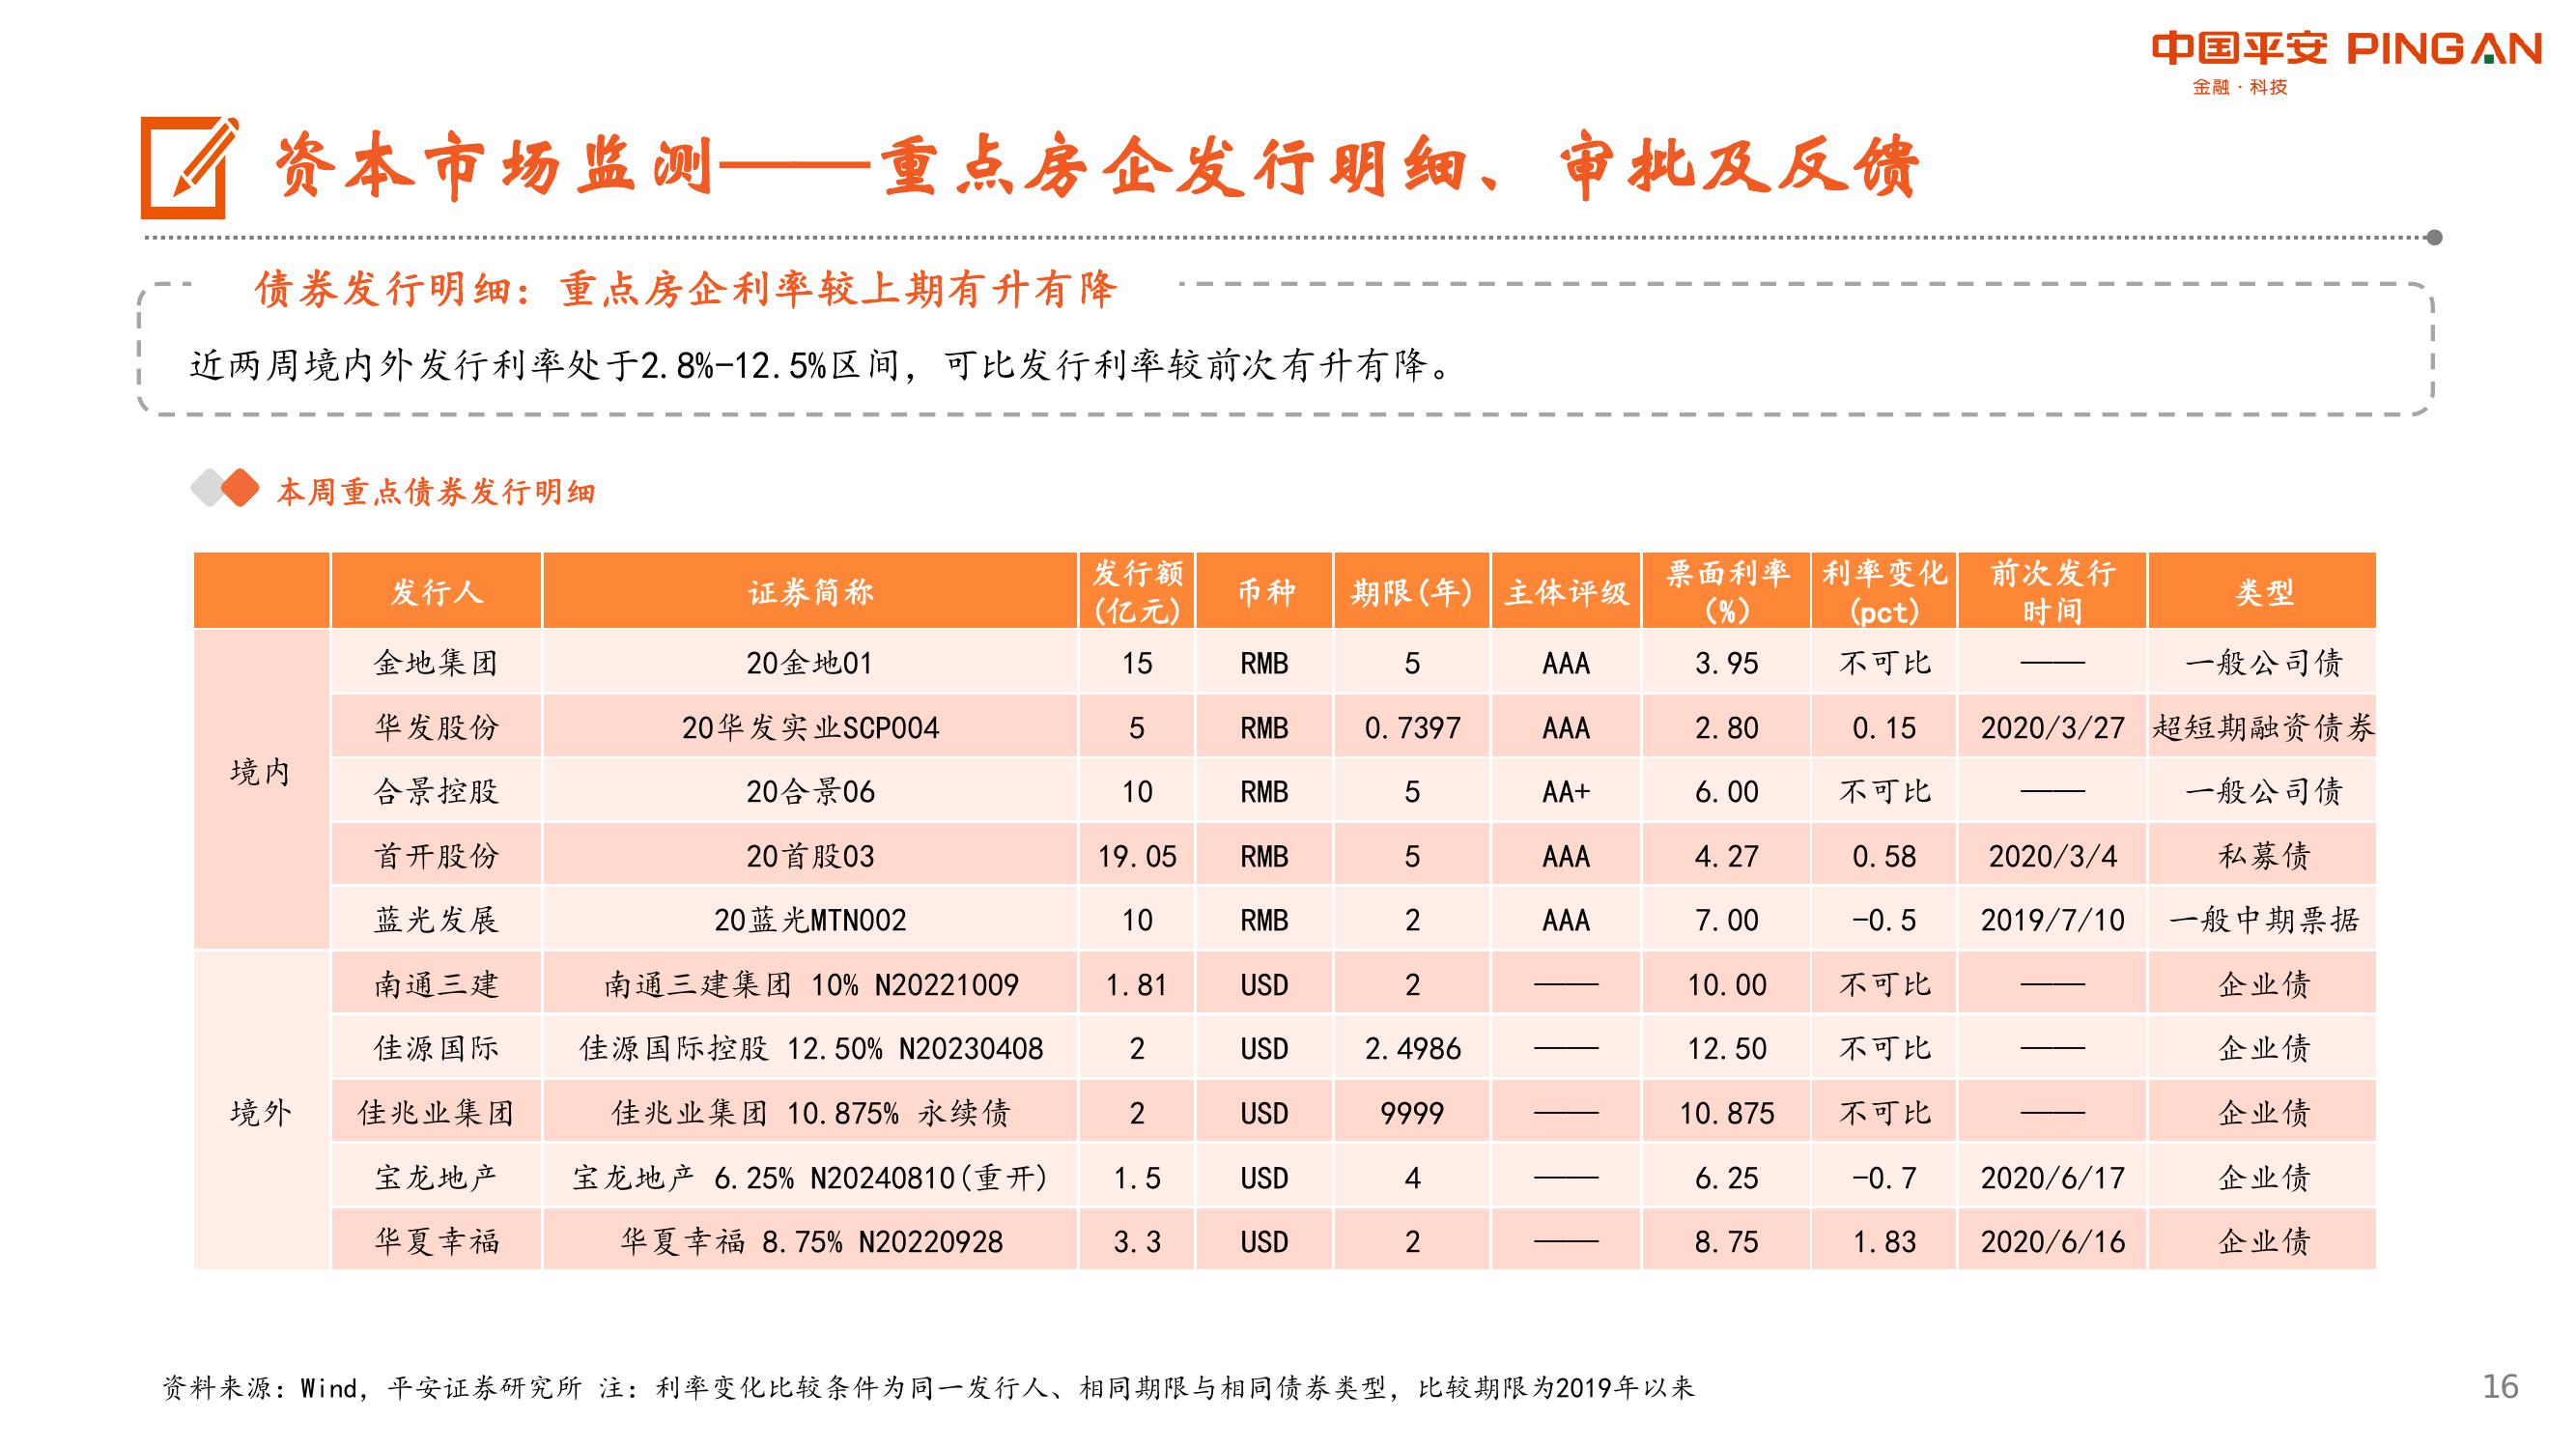 中国平安 PINGAN
金融·科技
资本市场监测——重点房企发行明细、审批及反馈
债券发行明细：重点房企利率较上期有升有降
近两周境内外发行利率处于2.8%-12.5%区间，可比发行利率较前次有升有降。
本周重点债券发行明细
发行人 证券简称 发行额(亿元) 币种 期限(年) 主体评级 票面利率(%) 利率变化(pct) 前次发行时间 类型
境内
金地集团 20金地01 15 RMB 5 AAA 3.95 不可比 —— 一般公司债
华发股份 20华发实业SCP004 5 RMB 0.7397 AAA 2.80 0.15 2020/3/27 超短期融资债券
合景控股 20合景06 10 RMB 5 AA+ 6.00 不可比 —— 一般公司债
首开股份 20首股03 19.05 RMB 5 AAA 4.27 0.58 2020/3/4 私募债
蓝光发展 20蓝光MTN002 10 RMB 2 AAA 7.00 -0.5 2019/7/10 一般中期票据
境外
南通三建 南通三建集团 10% N20221009 1.81 USD 2 —— 10.00 不可比 —— 企业债
佳源国际 佳源国际控股 12.50% N20230408 2 USD 2.4986 —— 12.50 不可比 —— 企业债
佳兆业集团 佳兆业集团 10.875% 永续债 2 USD 9999 —— 10.875 不可比 —— 企业债
宝龙地产 宝龙地产 6.25% N20240810(重开) 1.5 USD 4 —— 6.25 -0.7 2020/6/17 企业债
华夏幸福 华夏幸福 8.75% N20220928 3.3 USD 2 —— 8.75 1.83 2020/6/16 企业债
资料来源：Wind，平安证券研究所 注：利率变化比较条件为同一发行人、相同期限与相同债券类型，比较期限为2019年以来
16